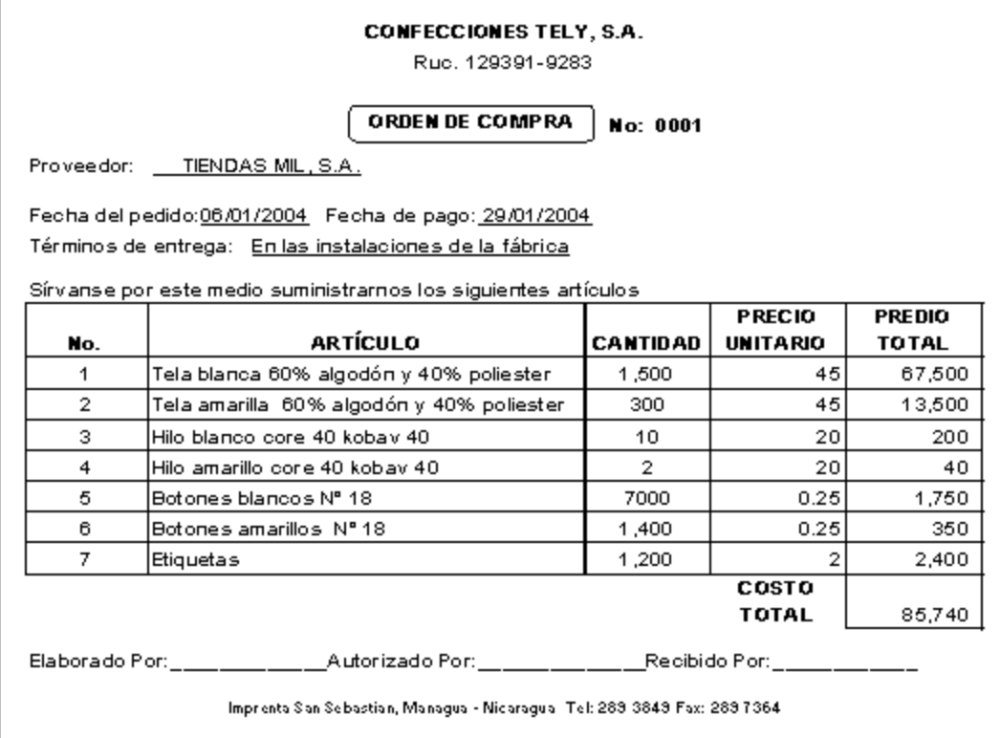 CONFECCIONES TELY, S.A.
Ruc. 129391-9283
ORDEN DE COMPRA No: 0001
Proveedor: TIENDAS MIL, S.A.
Fecha del pedido: 06/01/2004 Fecha de pago: 29/01/2004
Términos de entrega: En las instalaciones de la fábrica
Sírvanse por este medio suministrarnos los siguientes artículos
No. ARTÍCULO CANTIDAD PRECIO UNITARIO PREDIO TOTAL
1 Tela blanca 60% algodón y 40% poliester 1,500 45 67,500
2 Tela amarilla 60% algodón y 40% poliester 300 45 13,500
3 Hilo blanco core 40 kobav 40 10 20 200
4 Hilo amarillo core 40 kobav 40 2 20 40
5 Botones blancos Nº 18 7000 0.25 1,750
6 Botones amarillos Nº 18 1,400 0.25 350
7 Etiquetas 1,200 2 2,400
COSTO TOTAL 85,740
Elaborado Por:______________Autorizado Por:_______________Recibido Por:_____________
Imprenta San Sebastian, Managua - Nicaragua Tel: 289 3849 Fax: 289 7364